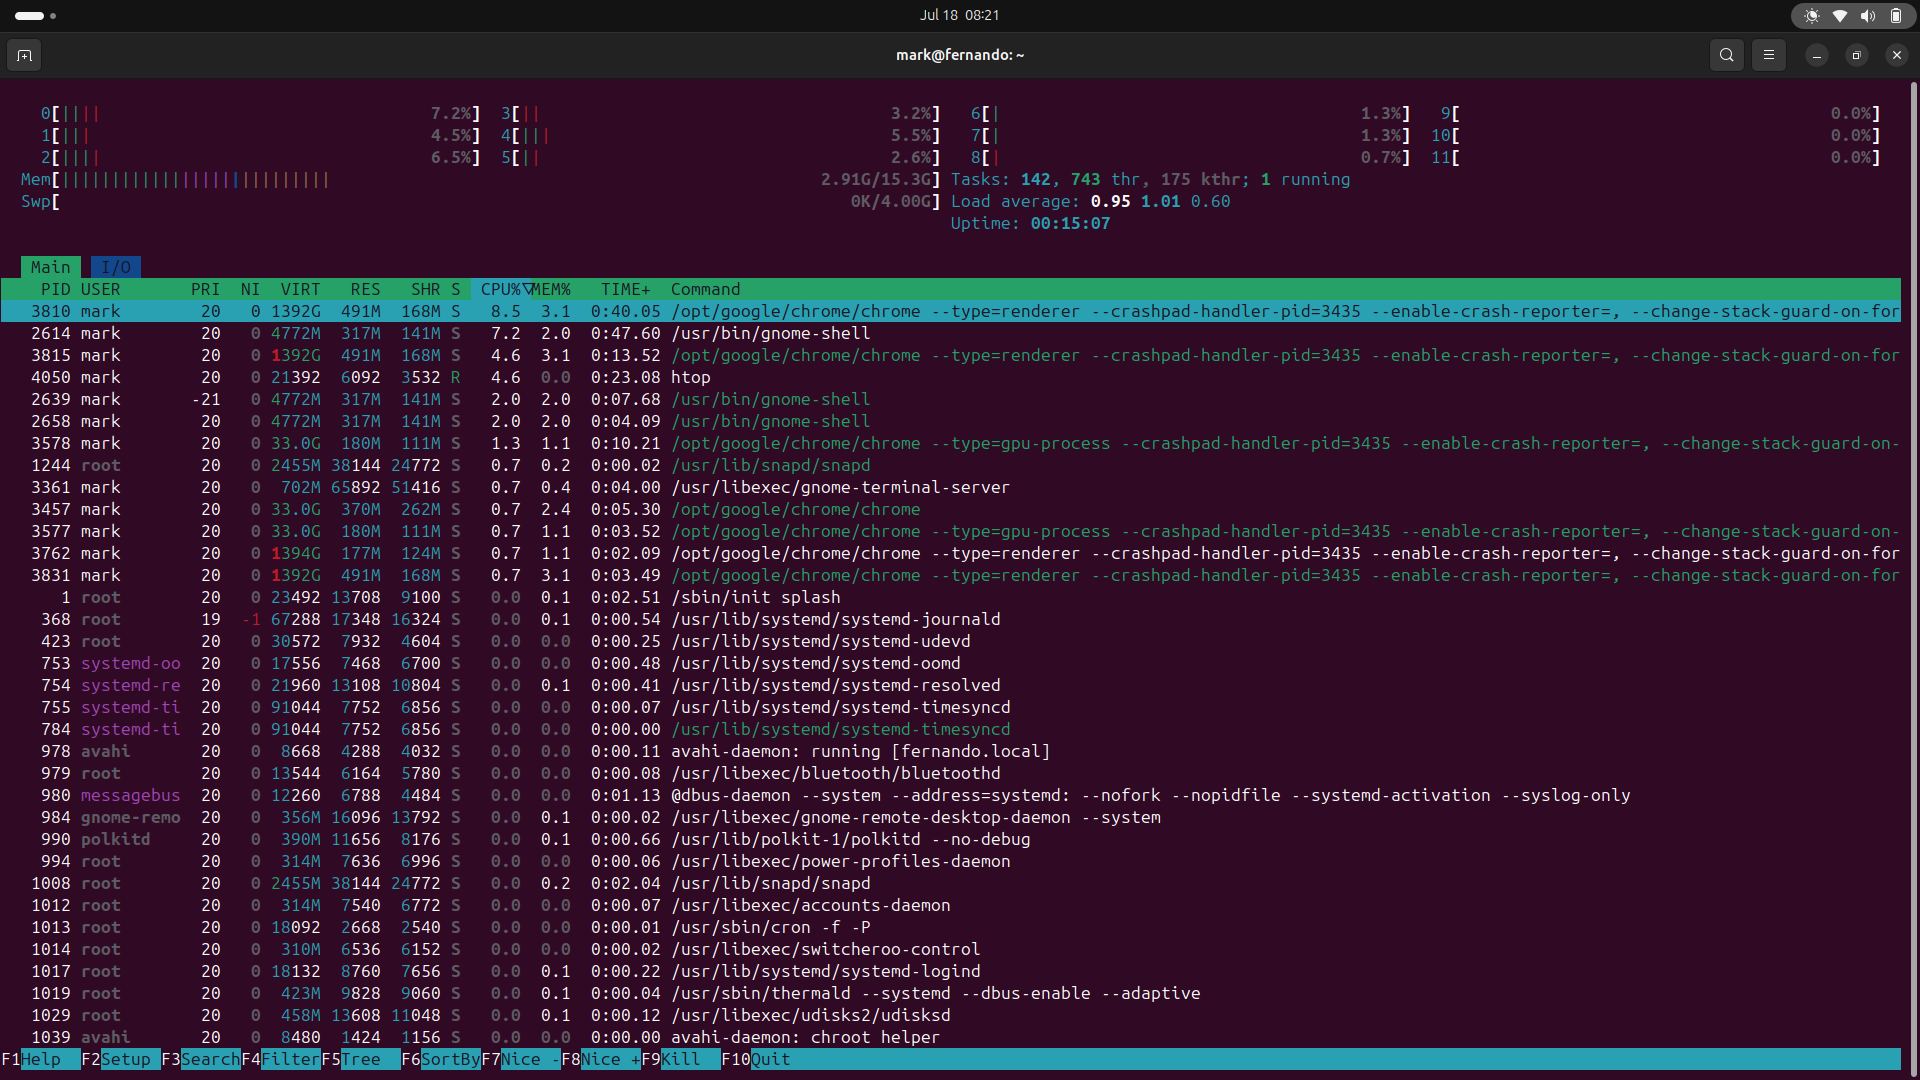 Jul 18 08:21
mark@fernando: ~
0[|||| 7.2%] 3[|| 3.2%] 6[| 1.3%] 9[ 0.0%]
1[||| 4.5%] 4[||| 5.5%] 7[| 1.3%] 10[ 0.0%]
2[|||| 6.5%] 5[|| 2.6%] 8[| 0.7%] 11[ 0.0%]
Mem[||||||||||||||||||||||||||| 2.91G/15.3G] Tasks: 142, 743 thr, 175 kthr; 1 running
Swp[ 0K/4.00G] Load average: 0.95 1.01 0.60
Uptime: 00:15:07
Main I/O
PID USER PRI NI VIRT RES SHR S CPU%▽MEM% TIME+ Command
3810 mark 20 0 1392G 491M 168M S 8.5 3.1 0:40.05 /opt/google/chrome/chrome --type=renderer --crashpad-handler-pid=3435 --enable-crash-reporter=, --change-stack-guard-on-for
2614 mark 20 0 4772M 317M 141M S 7.2 2.0 0:47.60 /usr/bin/gnome-shell
3815 mark 20 0 1392G 491M 168M S 4.6 3.1 0:13.52 /opt/google/chrome/chrome --type=renderer --crashpad-handler-pid=3435 --enable-crash-reporter=, --change-stack-guard-on-for
4050 mark 20 0 21392 6092 3532 R 4.6 0.0 0:23.08 htop
2639 mark -21 0 4772M 317M 141M S 2.0 2.0 0:07.68 /usr/bin/gnome-shell
2658 mark 20 0 4772M 317M 141M S 2.0 2.0 0:04.09 /usr/bin/gnome-shell
3578 mark 20 0 33.0G 180M 111M S 1.3 1.1 0:10.21 /opt/google/chrome/chrome --type=gpu-process --crashpad-handler-pid=3435 --enable-crash-reporter=, --change-stack-guard-on-
1244 root 20 0 2455M 38144 24772 S 0.7 0.2 0:00.02 /usr/lib/snapd/snapd
3361 mark 20 0 702M 65892 51416 S 0.7 0.4 0:04.00 /usr/libexec/gnome-terminal-server
3457 mark 20 0 33.0G 370M 262M S 0.7 2.4 0:05.30 /opt/google/chrome/chrome
3577 mark 20 0 33.0G 180M 111M S 0.7 1.1 0:03.52 /opt/google/chrome/chrome --type=gpu-process --crashpad-handler-pid=3435 --enable-crash-reporter=, --change-stack-guard-on-
3762 mark 20 0 1394G 177M 124M S 0.7 1.1 0:02.09 /opt/google/chrome/chrome --type=renderer --crashpad-handler-pid=3435 --enable-crash-reporter=, --change-stack-guard-on-for
3831 mark 20 0 1392G 491M 168M S 0.7 3.1 0:03.49 /opt/google/chrome/chrome --type=renderer --crashpad-handler-pid=3435 --enable-crash-reporter=, --change-stack-guard-on-for
1 root 20 0 23492 13708 9100 S 0.0 0.1 0:02.51 /sbin/init splash
368 root 19 -1 67288 17348 16324 S 0.0 0.1 0:00.54 /usr/lib/systemd/systemd-journald
423 root 20 0 30572 7932 4604 S 0.0 0.0 0:00.25 /usr/lib/systemd/systemd-udevd
753 systemd-oo 20 0 17556 7468 6700 S 0.0 0.0 0:00.48 /usr/lib/systemd/systemd-oomd
754 systemd-re 20 0 21960 13108 10804 S 0.0 0.1 0:00.41 /usr/lib/systemd/systemd-resolved
755 systemd-ti 20 0 91044 7752 6856 S 0.0 0.0 0:00.07 /usr/lib/systemd/systemd-timesyncd
784 systemd-ti 20 0 91044 7752 6856 S 0.0 0.0 0:00.00 /usr/lib/systemd/systemd-timesyncd
978 avahi 20 0 8668 4288 4032 S 0.0 0.0 0:00.11 avahi-daemon: running [fernando.local]
979 root 20 0 13544 6164 5780 S 0.0 0.0 0:00.08 /usr/libexec/bluetooth/bluetoothd
980 messagebus 20 0 12260 6788 4484 S 0.0 0.0 0:01.13 @dbus-daemon --system --address=systemd: --nofork --nopidfile --systemd-activation --syslog-only
984 gnome-remo 20 0 356M 16096 13792 S 0.0 0.1 0:00.02 /usr/libexec/gnome-remote-desktop-daemon --system
990 polkitd 20 0 390M 11656 8176 S 0.0 0.1 0:00.66 /usr/lib/polkit-1/polkitd --no-debug
994 root 20 0 314M 7636 6996 S 0.0 0.0 0:00.06 /usr/libexec/power-profiles-daemon
1008 root 20 0 2455M 38144 24772 S 0.0 0.2 0:02.04 /usr/lib/snapd/snapd
1012 root 20 0 314M 7540 6772 S 0.0 0.0 0:00.07 /usr/libexec/accounts-daemon
1013 root 20 0 18092 2668 2540 S 0.0 0.0 0:00.01 /usr/sbin/cron -f -P
1014 root 20 0 310M 6536 6152 S 0.0 0.0 0:00.02 /usr/libexec/switcheroo-control
1017 root 20 0 18132 8760 7656 S 0.0 0.1 0:00.22 /usr/lib/systemd/systemd-logind
1019 root 20 0 423M 9828 9060 S 0.0 0.1 0:00.04 /usr/sbin/thermald --systemd --dbus-enable --adaptive
1029 root 20 0 458M 13608 11048 S 0.0 0.1 0:00.12 /usr/libexec/udisks2/udisksd
1039 avahi 20 0 8480 1424 1156 S 0.0 0.0 0:00.00 avahi-daemon: chroot helper
F1Help F2Setup F3SearchF4FilterF5Tree F6SortByF7Nice -F8Nice +F9Kill F10Quit